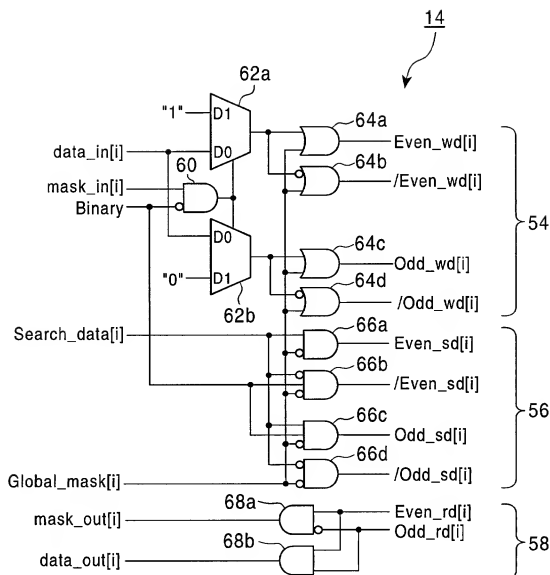 14
62a
"1"
D1
64a
data_in[i]
D0
Even_wd[i]
60
64b
mask_in[i]
/Even_wd[i]
Binary
54
D0
64c
Odd_wd[i]
"0"
D1
64d
62b
/Odd_wd[i]
66a
Search_data[i]
Even_sd[i]
66b
/Even_sd[i]
56
66c
Odd_sd[i]
66d
Global_mask[i]
/Odd_sd[i]
68a
Even_rd[i]
mask_out[i]
Odd_rd[i]
68b
58
data_out[i]